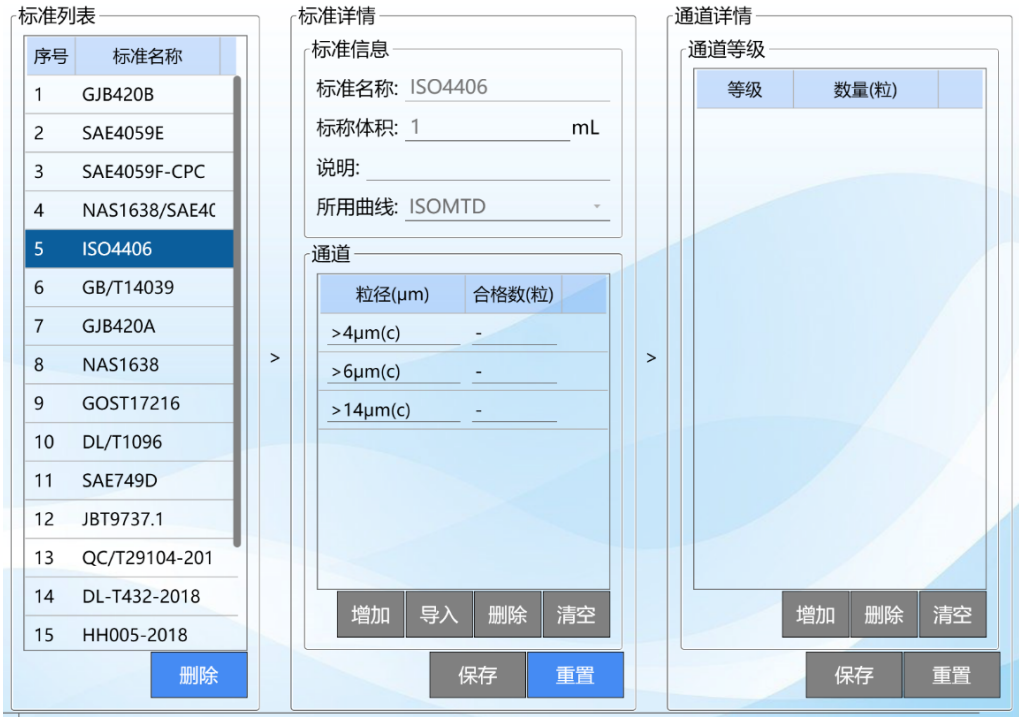 标准列表
序号 标准名称
1 GJB420B
2 SAE4059E
3 SAE4059F-CPC
4 NAS1638/SAE4(
5 ISO4406
6 GB/T14039
7 GJB420A
8 NAS1638
9 GOST17216
10 DL/T1096
11 SAE749D
12 JBT9737.1
13 QC/T29104-201
14 DL-T432-2018
15 HH005-2018
删除
>
标准详情
标准信息
标准名称: ISO4406
标称体积: 1 mL
说明:
所用曲线: ISOMTD
通道
粒径(μm) 合格数(粒)
>4μm(c) -
>6μm(c) -
>14μm(c) -
增加 导入 删除 清空
保存 重置
>
通道详情
通道等级
等级 数量(粒)
增加 删除 清空
保存 重置